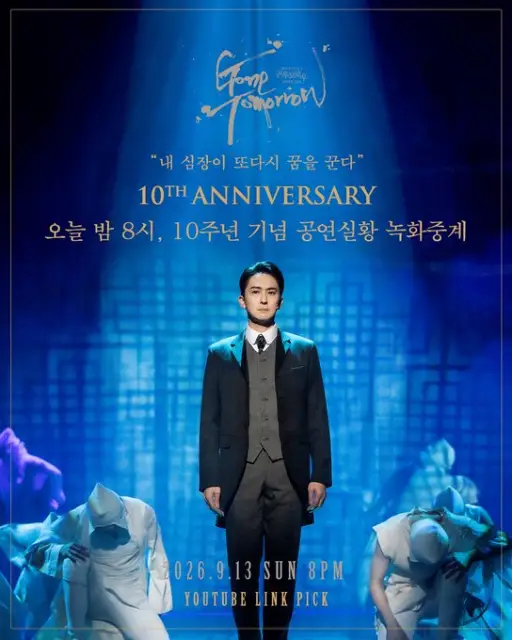 Gone
Tomorrow
“내 심장이 또다시 꿈을 꾼다”
10TH ANNIVERSARY
오늘 밤 8시, 10주년 기념 공연실황 녹화중계
2026.9.13 SUN 8PM
YOUTUBE LINK PICK